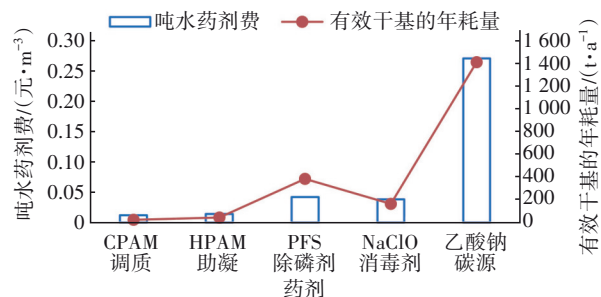 吨水药剂费
有效干基的年耗量
吨水药剂费/(元·m⁻³)
0.30
0.25
0.20
0.15
0.10
0.05
0
1 600
1 400
1 200
1 000
800
600
400
200
0
有效干基的年耗量/(t·a⁻¹)
CPAM
调质
HPAM
助凝
PFS
除磷剂
NaClO
消毒剂
乙酸钠
碳源
药剂